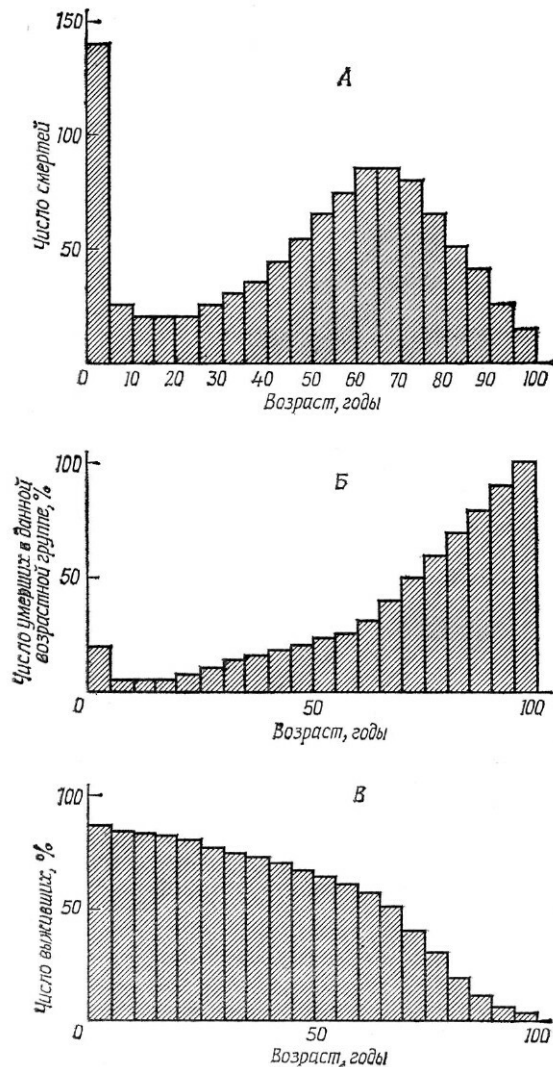 150
А
100
Число смертей
50
0 10 20 30 40 50 60 70 80 90 100
Возраст, годы
100
Б
Число умерших в данной
возрастной группе, %
50
0 50 100
Возраст, годы
100
В
Число выживших, %
50
0 50 100
Возраст, годы